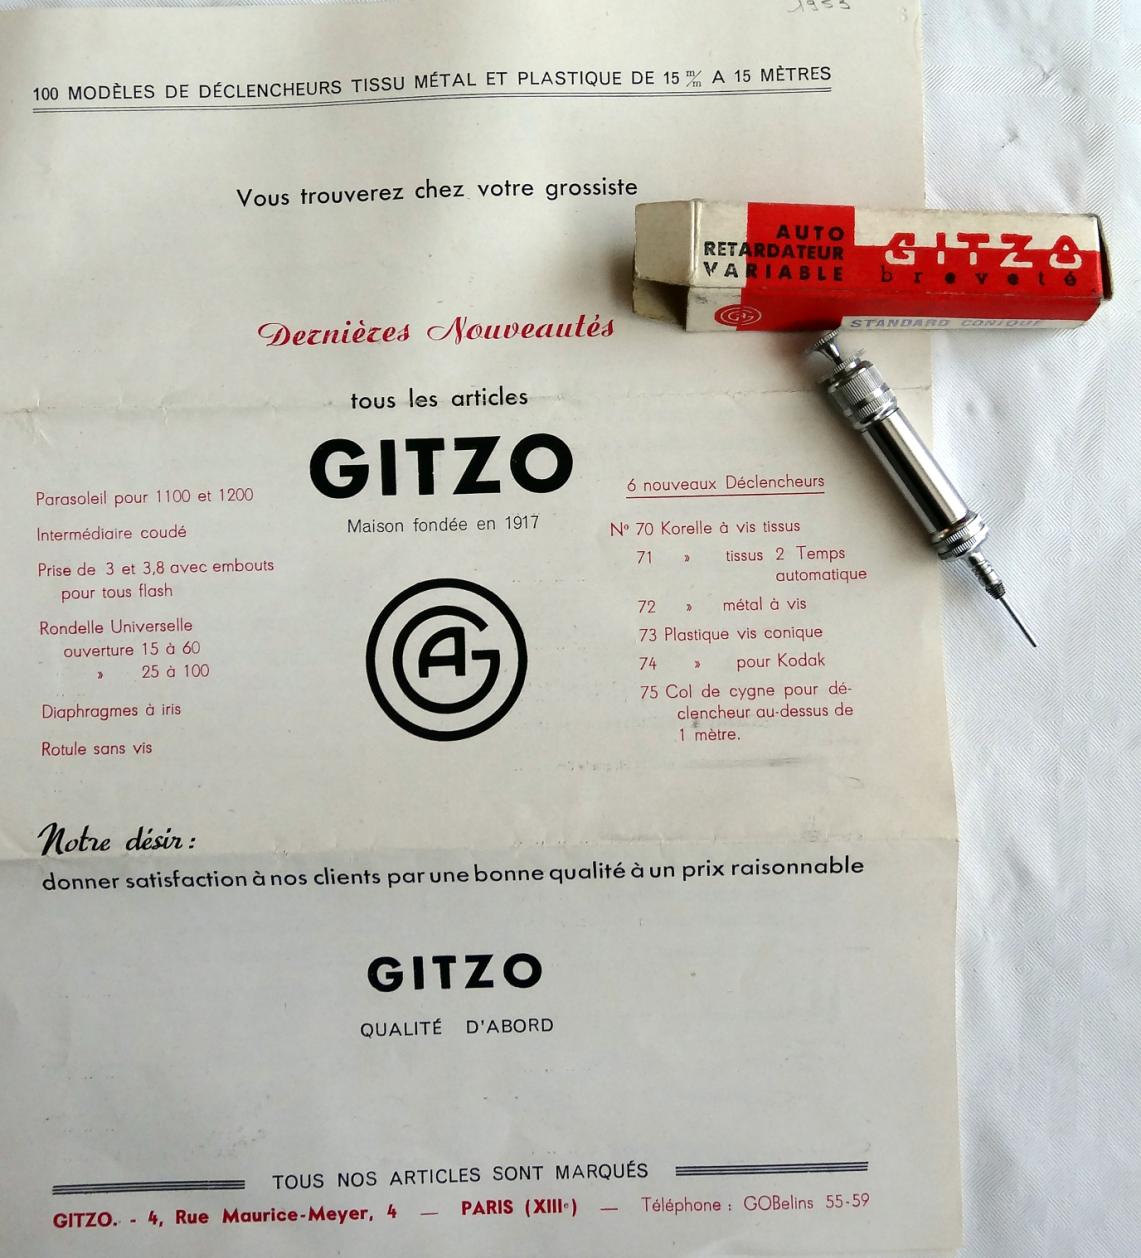 1953
100 MODÈLES DE DÉCLENCHEURS TISSU MÉTAL ET PLASTIQUE DE 15 m/m A 15 MÈTRES
Vous trouverez chez votre grossiste
Dernières Nouveautés
tous les articles
GITZO
Maison fondée en 1917
Parasoleil pour 1100 et 1200
Intermédiaire coudé
Prise de 3 et 3,8 avec embouts
pour tous flash
Rondelle Universelle
ouverture 15 à 60
» 25 à 100
Diaphragmes à iris
Rotule sans vis
AG
6 nouveaux Déclencheurs
Nº 70 Korelle à vis tissus
71 » tissus 2 Temps
automatique
72 » métal à vis
73 Plastique vis conique
74 » pour Kodak
75 Col de cygne pour dé-
clencheur au-dessus de
1 mètre.
Notre désir :
donner satisfaction à nos clients par une bonne qualité à un prix raisonnable
GITZO
QUALITÉ D'ABORD
TOUS NOS ARTICLES SONT MARQUÉS
GITZO. - 4, Rue Maurice-Meyer, 4 — PARIS (XIIIe) — Téléphone : GOBelins 55-59
AUTO
RETARDATEUR
VARIABLE
GITZO
breveté
AG
STANDARD CONIQUE